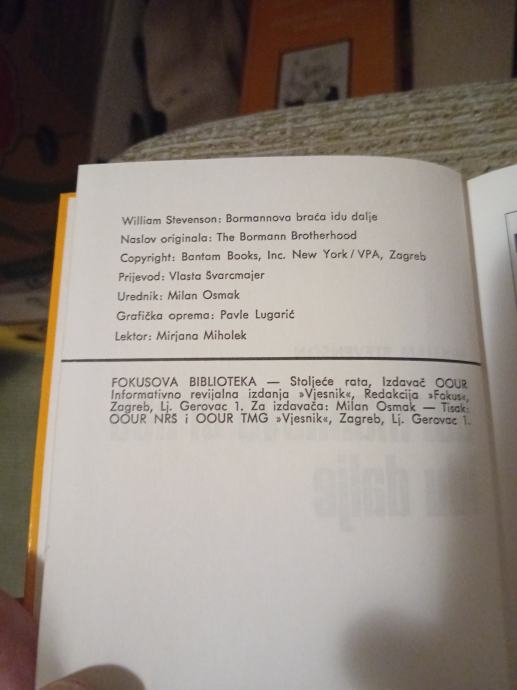 William Stevenson: Bormannova braća idu dalje
Naslov originala: The Bormann Brotherhood
Copyright: Bantam Books, Inc. New York/VPA, Zagreb
Prijevod: Vlasta Švarcmajer
Urednik: Milan Osmak
Grafička oprema: Pavle Lugarić
Lektor: Mirjana Miholek
FOKUSOVA BIBLIOTEKA — Stoljeće rata, Izdavač OOUR
Informativno revijalna izdanja »Vjesnik«, Redakcija »Fokus«,
Zagreb, Lj. Gerovac 1. Za izdavača: Milan Osmak — Tisak:
OOUR NRŠ i OOUR TMG »Vjesnik«, Zagreb, Lj. Gerovac 1.